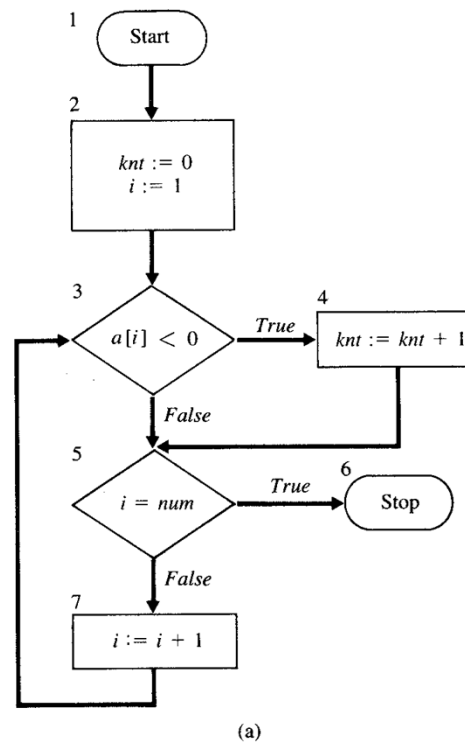 1
Start
2
knt := 0
i := 1
3
a[i] < 0
True
4
knt := knt + 1
False
5
i = num
True
6
Stop
False
7
i := i + 1
(a)